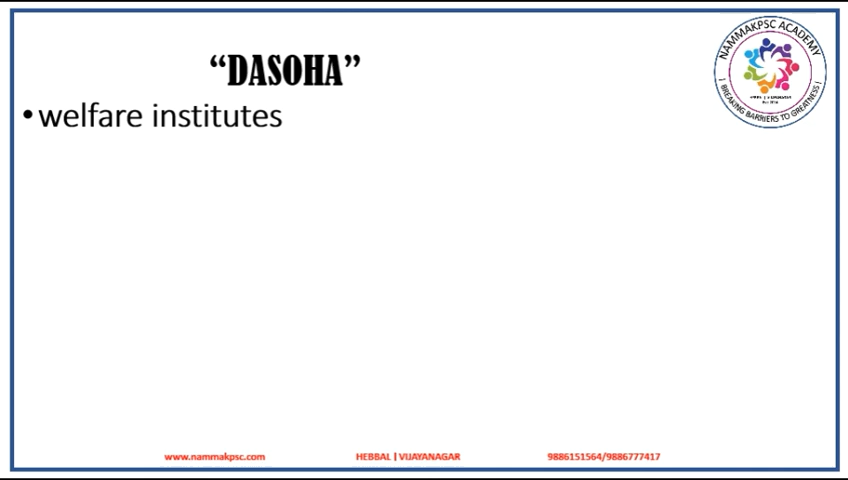 “DASOHA”
•welfare institutes
NAMMAKPSC ACADEMY
| BREAKING BARRIERS TO GREATNESS |
www.nammakpsc.com
HEBBAL | VIJAYANAGAR
9886151564/9886777417